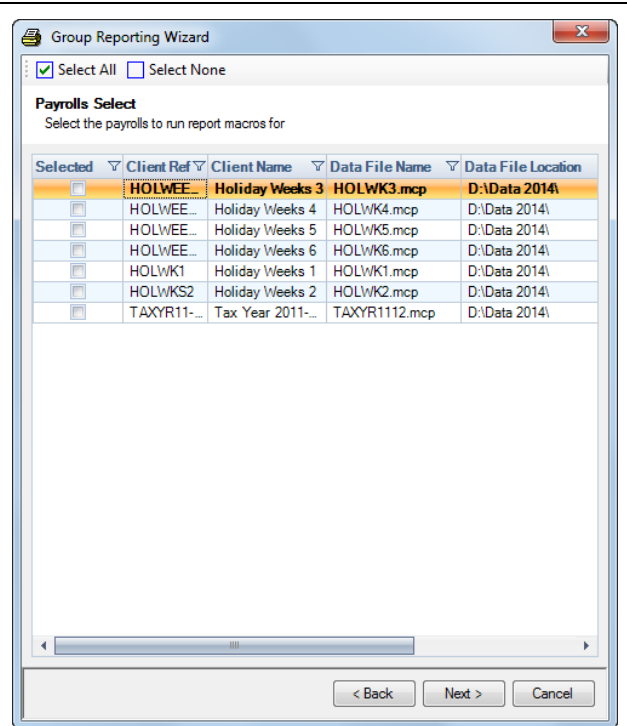 Group Reporting Wizard
Select All Select None
Payrolls Select
Select the payrolls to run report macros for
Selected Client Ref Client Name Data File Name Data File Location
HOLWEE... Holiday Weeks 3 HOLWK3.mcp D:\Data 2014\
HOLWEE... Holiday Weeks 4 HOLWK4.mcp D:\Data 2014\
HOLWEE... Holiday Weeks 5 HOLWK5.mcp D:\Data 2014\
HOLWEE... Holiday Weeks 6 HOLWK6.mcp D:\Data 2014\
HOLWK1 Holiday Weeks 1 HOLWK1.mcp D:\Data 2014\
HOLWKS2 Holiday Weeks 2 HOLWK2.mcp D:\Data 2014\
TAXYR11-... Tax Year 2011-... TAXYR1112.mcp D:\Data 2014\
< Back Next > Cancel